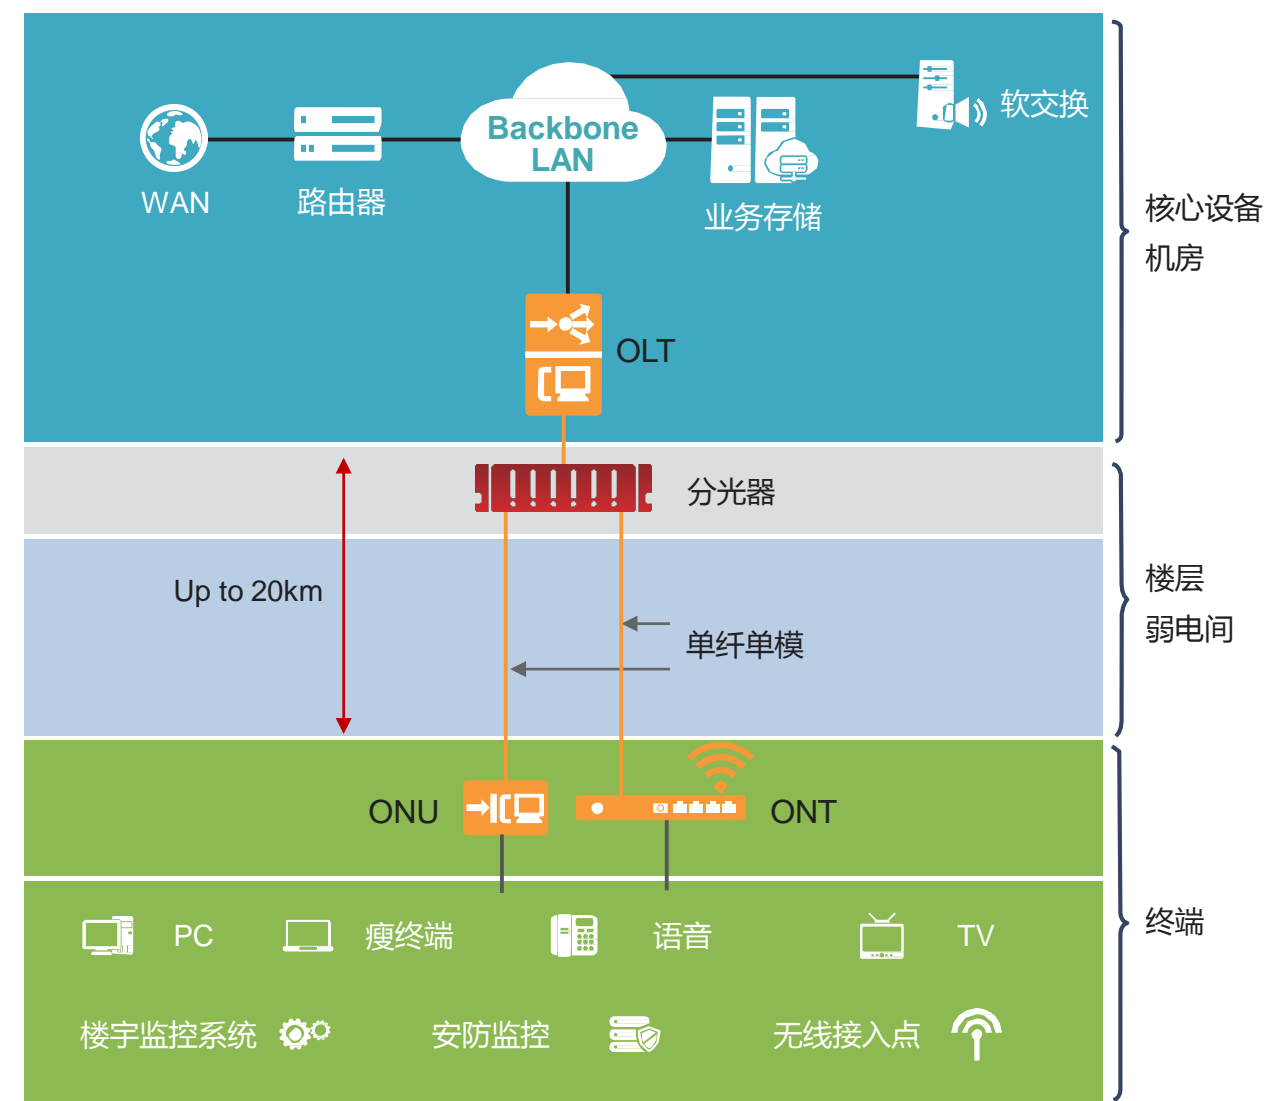 软交换
Backbone
LAN
WAN
路由器
业务存储
核心设备
机房
OLT
分光器
Up to 20km
楼层
弱电间
单纤单模
ONU
ONT
PC
瘦终端
语音
TV
终端
楼宇监控系统
安防监控
无线接入点